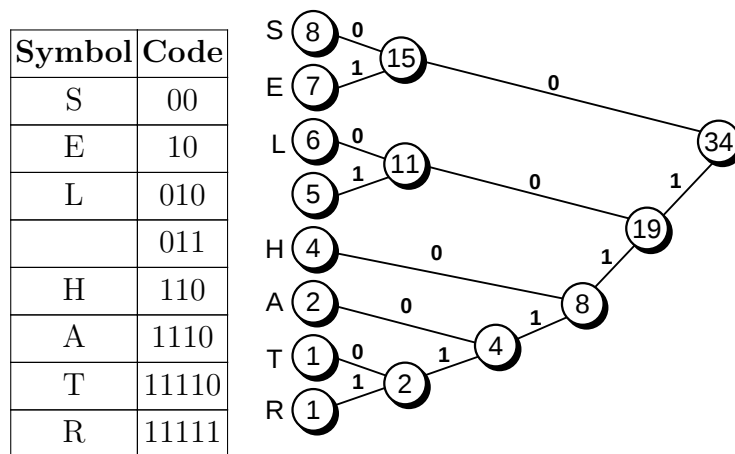 Symbol Code
S 00
E 10
L 010
011
H 110
A 1110
T 11110
R 11111
S 8 0
15
E 7 1
0
34
L 6 0
11
5 1
0
1
19
H 4 0
1
8
A 2 0
1
4
T 1 0
1
2
R 1 1